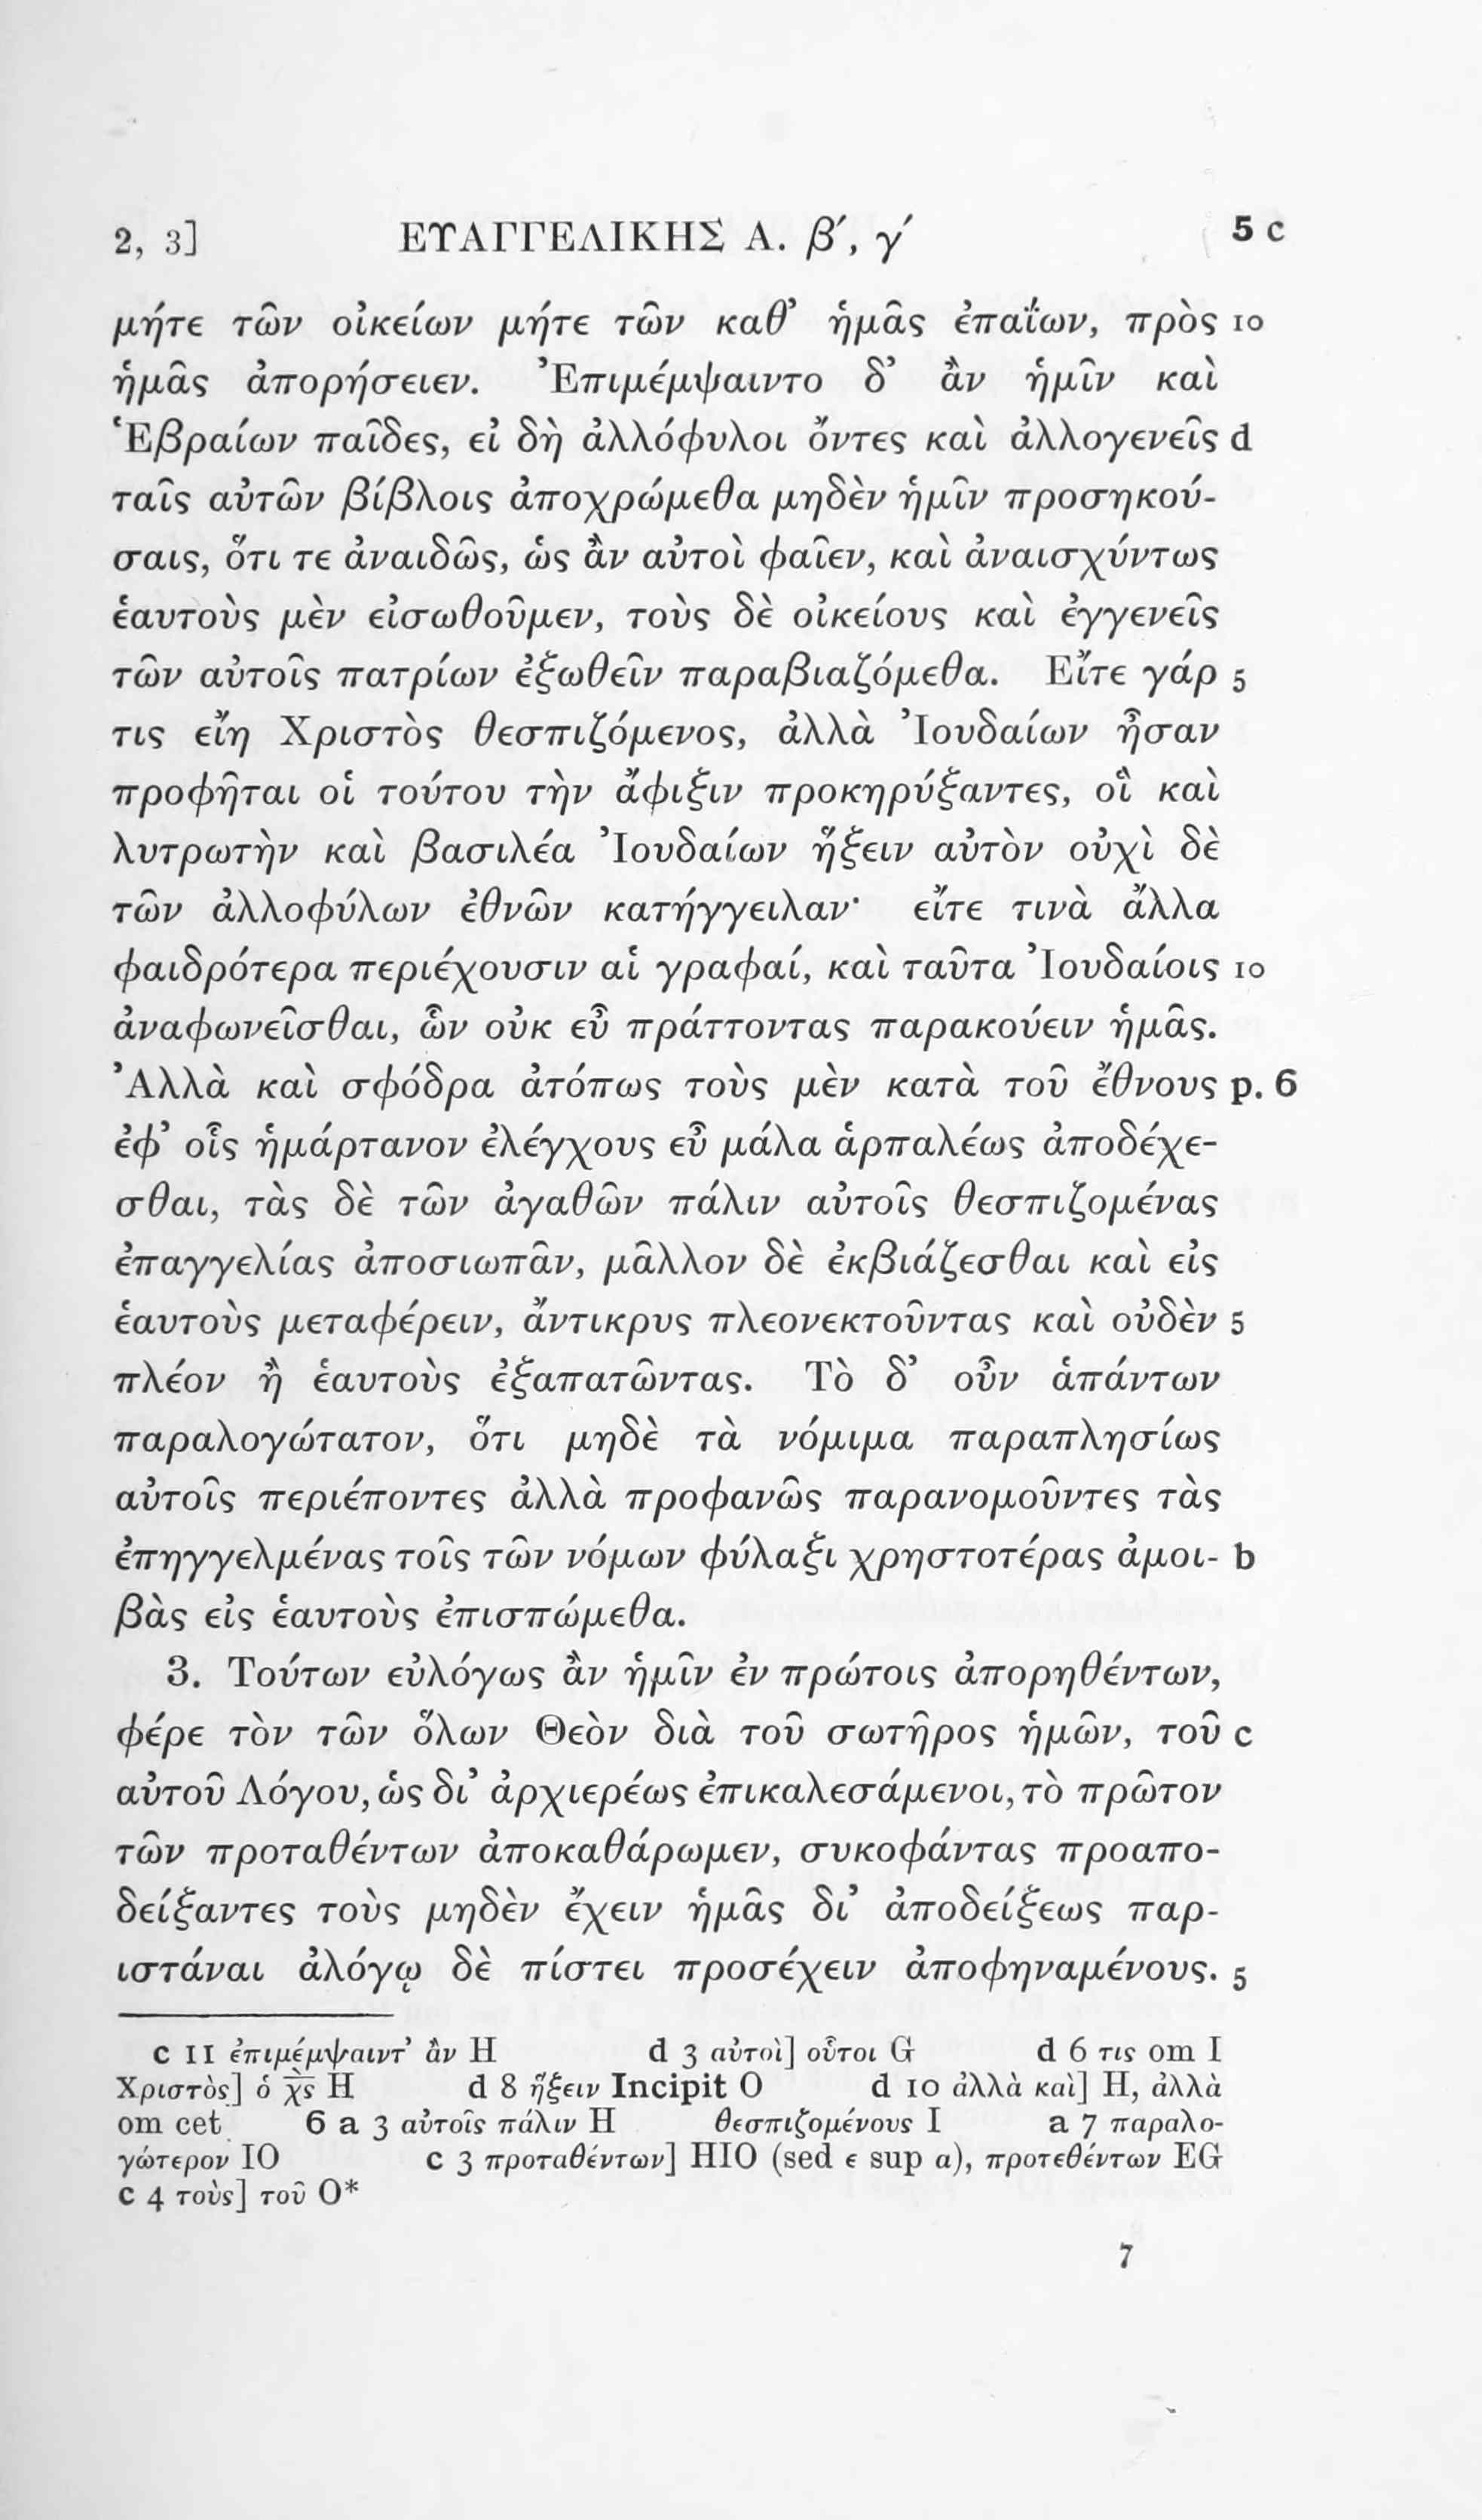 2, 3] ΕΥΑΓΓΕΛΙΚΗΣ Α. β´, γ´ 5 c
μήτε τῶν οἰκείων μήτε τῶν καθ’ ἡμᾶς ἐπαΐων, πρὸς 10
ἡμᾶς ἀπορήσειεν. Ἐπιμέμψαιντο δ’ ἂν ἡμῖν καὶ
Ἑβραίων παῖδες, εἰ δὴ ἀλλόφυλοι ὄντες καὶ ἀλλογενεῖς d
ταῖς αὐτῶν βίβλοις ἀποχρώμεθα μηδὲν ἡμῖν προσηκού-
σαις, ὅτι τε ἀναιδῶς, ὡς ἂν αὐτοὶ φαῖεν, καὶ ἀναισχύντως
ἑαυτοὺς μὲν εἰσωθοῦμεν, τοὺς δὲ οἰκείους καὶ ἐγγενεῖς
τῶν αὐτοῖς πατρίων ἐξωθεῖν παραβιαζόμεθα. Εἴτε γάρ 5
τις εἴη Χριστὸς θεσπιζόμενος, ἀλλὰ Ἰουδαίων ἦσαν
προφῆται οἱ τούτου τὴν ἄφιξιν προκηρύξαντες, οἳ καὶ
λυτρωτὴν καὶ βασιλέα Ἰουδαίων ἥξειν αὐτὸν οὐχὶ δὲ
τῶν ἀλλοφύλων ἐθνῶν κατήγγειλαν· εἴτε τινὰ ἄλλα
φαιδρότερα περιέχουσιν αἱ γραφαί, καὶ ταῦτα Ἰουδαίοις 10
ἀναφωνεῖσθαι, ὧν οὐκ εὖ πράττοντας παρακούειν ἡμᾶς.
Ἀλλὰ καὶ σφόδρα ἀτόπως τοὺς μὲν κατὰ τοῦ ἔθνους p. 6
ἐφ’ οἷς ἡμάρτανον ἐλέγχους εὖ μάλα ἁρπαλέως ἀποδέχε-
σθαι, τὰς δὲ τῶν ἀγαθῶν πάλιν αὐτοῖς θεσπιζομένας
ἐπαγγελίας ἀποσιωπᾶν, μᾶλλον δὲ ἐκβιάζεσθαι καὶ εἰς
ἑαυτοὺς μεταφέρειν, ἄντικρυς πλεονεκτοῦντας καὶ οὐδὲν 5
πλέον ἢ ἑαυτοὺς ἐξαπατῶντας. Τὸ δ’ οὖν ἁπάντων
παραλογώτατον, ὅτι μηδὲ τὰ νόμιμα παραπλησίως
αὐτοῖς περιέποντες ἀλλὰ προφανῶς παρανομοῦντες τὰς
ἐπηγγελμένας τοῖς τῶν νόμων φύλαξι χρηστοτέρας ἀμοι- b
βὰς εἰς ἑαυτοὺς ἐπισπώμεθα.
3. Τούτων εὐλόγως ἂν ἡμῖν ἐν πρώτοις ἀπορηθέντων,
φέρε τὸν τῶν ὅλων Θεὸν διὰ τοῦ σωτῆρος ἡμῶν, τοῦ c
αὐτοῦ Λόγου, ὡς δι’ ἀρχιερέως ἐπικαλεσάμενοι, τὸ πρῶτον
τῶν προταθέντων ἀποκαθάρωμεν, συκοφάντας προαπο-
δείξαντες τοὺς μηδὲν ἔχειν ἡμᾶς δι’ ἀποδείξεως παρ-
ιστάναι ἀλόγῳ δὲ πίστει προσέχειν ἀποφηναμένους. 5
c 11 ἐπιμέμψαιντ’ ἂν H d 3 αὐτοὶ] οὗτοι G d 6 τις om I
Χριστὸς] ὁ χ̅ς̅ H d 8 ἥξειν Incipit O d 10 ἀλλὰ καὶ] H, ἀλλὰ
om cet 6 a 3 αὐτοῖς πάλιν H θεσπιζομένους I a 7 παραλο-
γώτερον IO c 3 προταθέντων] HIO (sed ε sup α), προτεθέντων EG
c 4 τοὺς] τοῦ O*
7